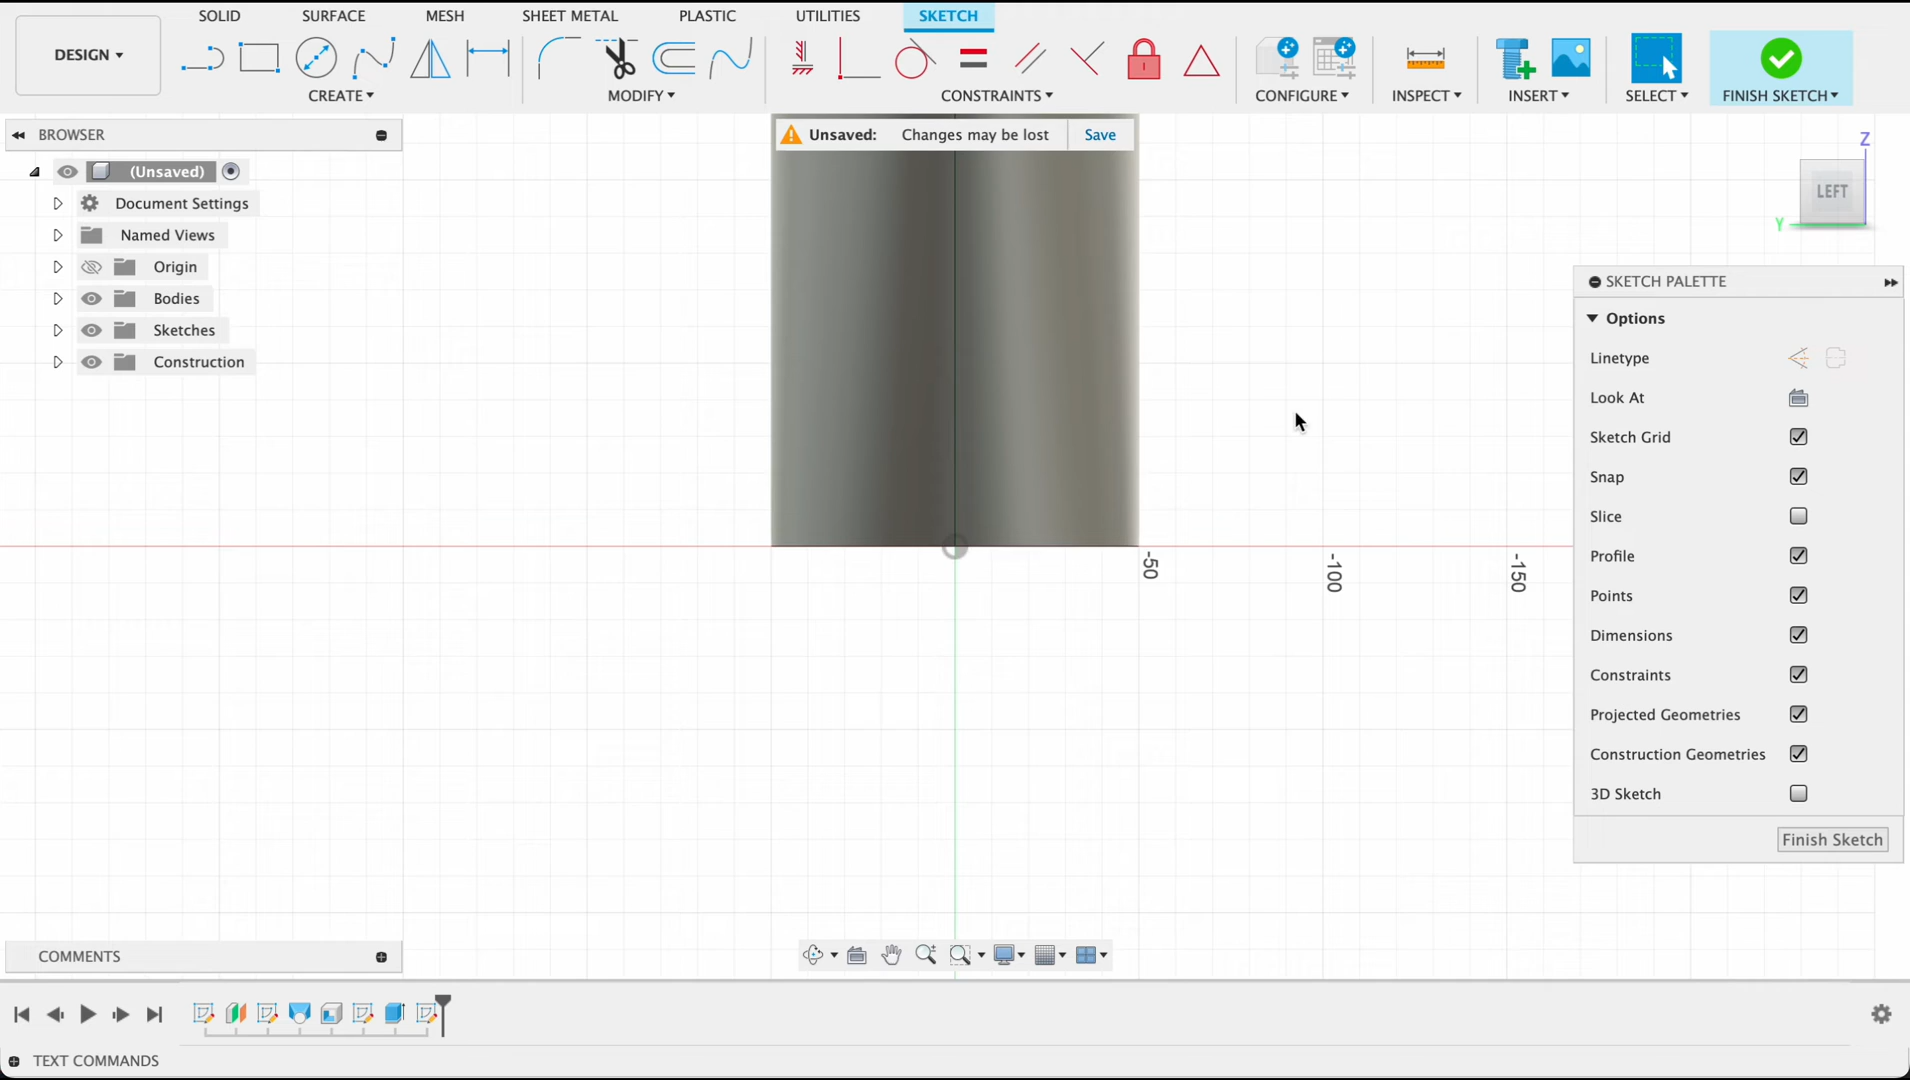 SOLID SURFACE MESH SHEET METAL PLASTIC UTILITIES SKETCH
DESIGN
CREATE MODIFY CONSTRAINTS CONFIGURE INSPECT INSERT SELECT FINISH SKETCH
BROWSER
Unsaved: Changes may be lost Save
Z
(Unsaved)
LEFT
Document Settings
Y
Named Views
Origin
Bodies
Sketches
Construction
SKETCH PALETTE
Options
Linetype
Look At
Sketch Grid
Snap
Slice
Profile
Points
Dimensions
Constraints
Projected Geometries
Construction Geometries
3D Sketch
Finish Sketch
-50
-100
-150
COMMENTS
TEXT COMMANDS